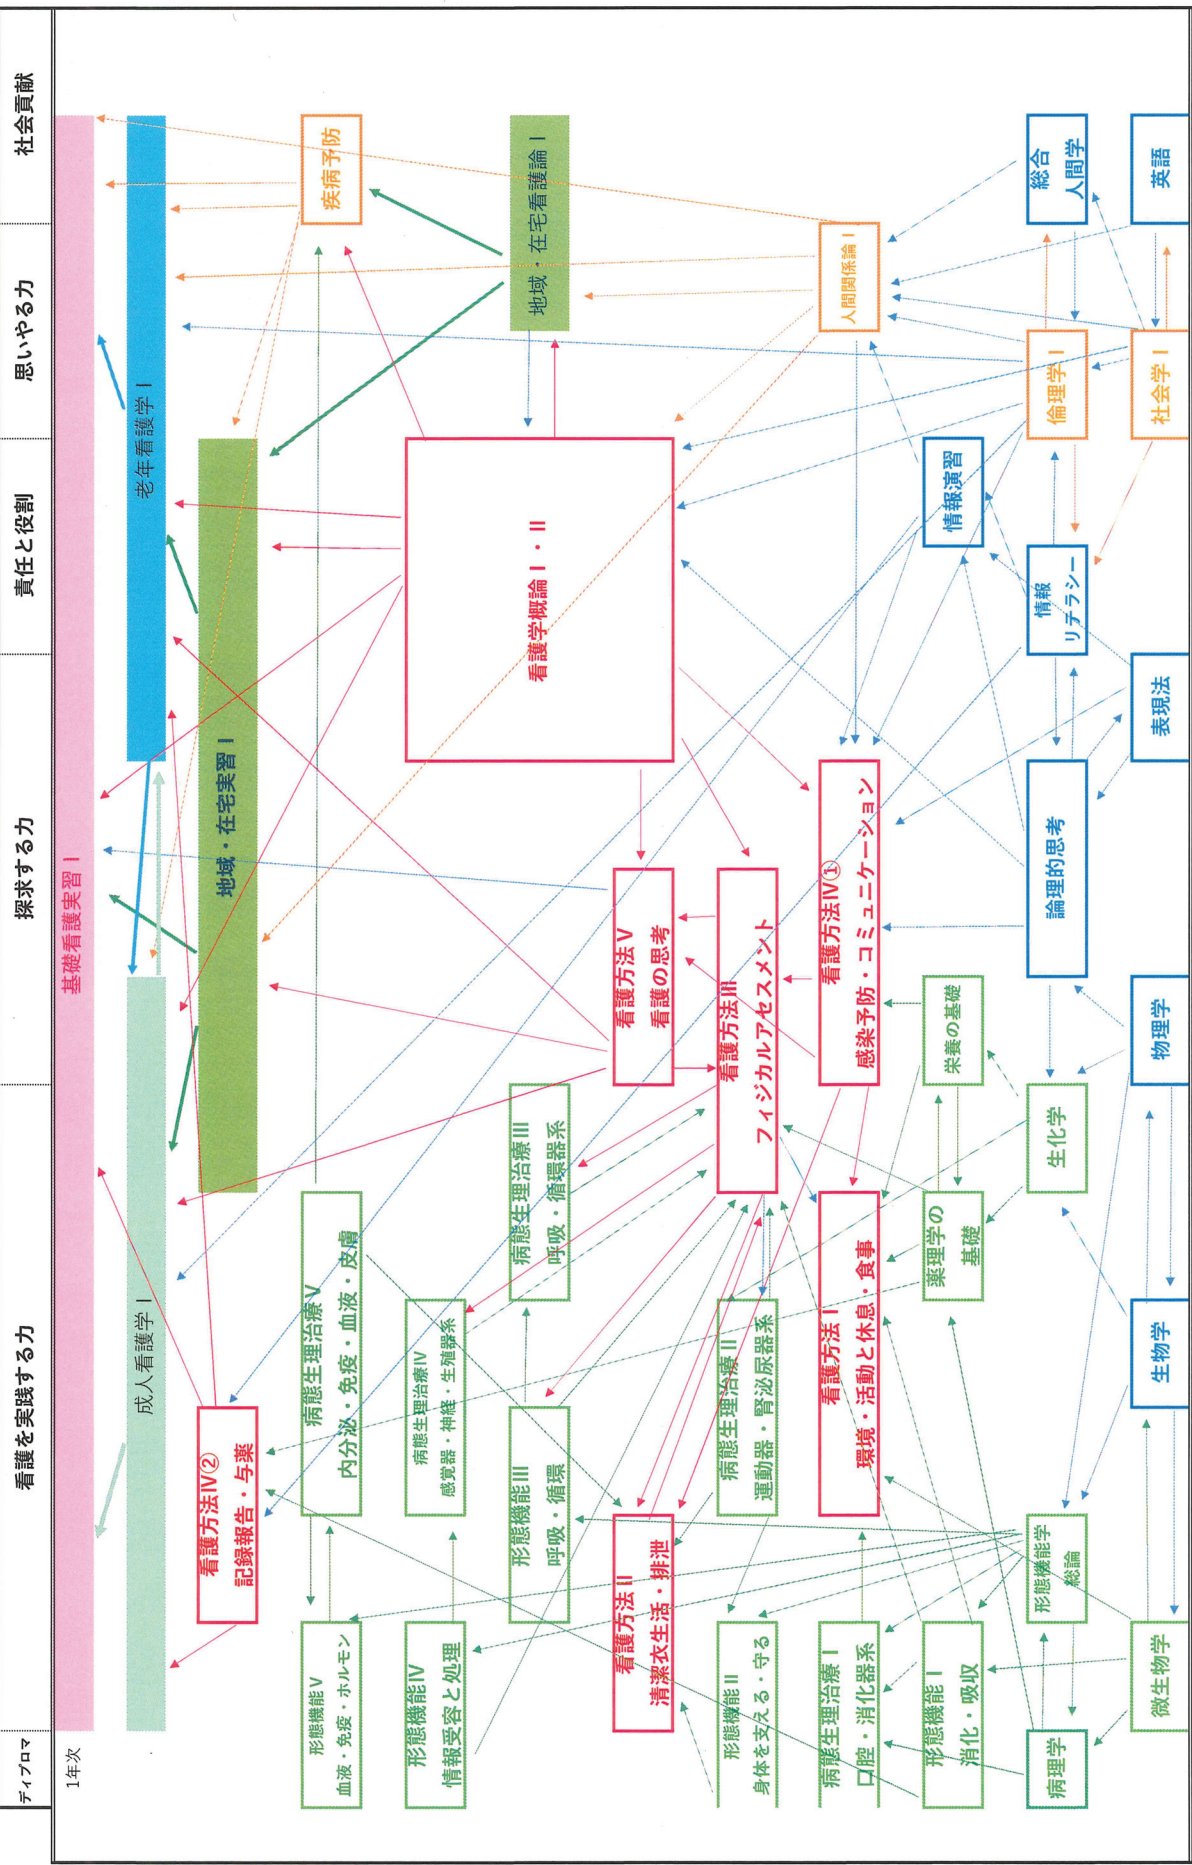 ディプロマ
看護を実践する力
探求する力
責任と役割
思いやる力
社会貢献
1年次
基礎看護実習Ⅰ
成人看護学Ⅰ
老年看護学Ⅰ
看護方法Ⅳ②
記録報告・与薬
地域・在宅実習Ⅰ
形態機能Ⅴ
血液・免疫・ホルモン
病態生理治療Ⅴ
内分泌・免疫・血液・皮膚
疾病予防
形態機能Ⅳ
情報受容と処理
病態生理治療Ⅳ
感覚器・神経・生殖器系
看護学概論Ⅰ・Ⅱ
形態機能Ⅲ
呼吸・循環
病態生理治療Ⅲ
呼吸・循環器系
地域・在宅看護論Ⅰ
看護方法Ⅱ
清潔衣生活・排泄
看護方法Ⅴ
看護の思考
形態機能Ⅱ
身体を支える・守る
病態生理治療Ⅱ
運動器・腎泌尿器系
看護方法Ⅲ
フィジカルアセスメント
病態生理治療Ⅰ
口腔・消化器系
看護方法Ⅰ
環境・活動と休息・食事
看護方法Ⅳ①
感染予防・コミュニケーション
人間関係論Ⅰ
形態機能Ⅰ
消化・吸収
薬理学の
基礎
栄養の基礎
情報演習
病理学
形態機能学
総論
生化学
論理的思考
情報
リテラシー
倫理学Ⅰ
総合
人間学
微生物学
生物学
物理学
表現法
社会学Ⅰ
英語